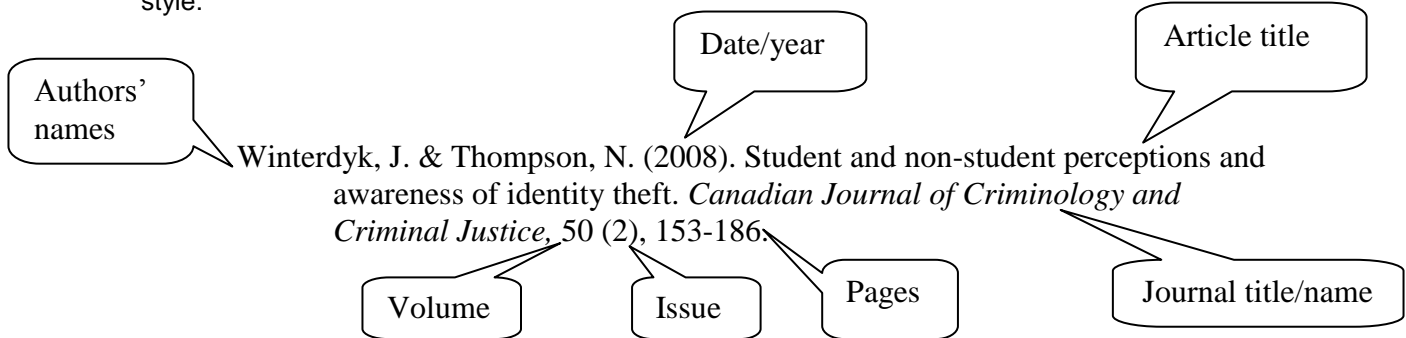 style.
Date/year
Article title
Authors’
names
Winterdyk, J. & Thompson, N. (2008). Student and non-student perceptions and
awareness of identity theft. Canadian Journal of Criminology and
Criminal Justice, 50 (2), 153-186.
Volume
Issue
Pages
Journal title/name